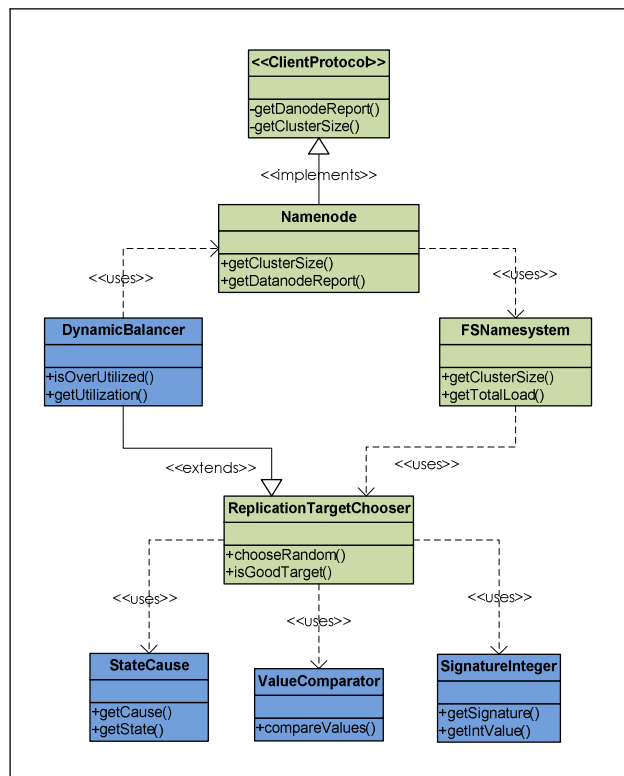 <<ClientProtocol>>
-getDanodeReport()
-getClusterSize()
<<implements>>
Namenode
+getClusterSize()
+getDatanodeReport()
<<uses>>
<<uses>>
DynamicBalancer
+isOverUtilized()
+getUtilization()
FSNamesystem
+getClusterSize()
+getTotalLoad()
<<extends>>
<<uses>>
ReplicationTargetChooser
+chooseRandom()
+isGoodTarget()
<<uses>>
<<uses>>
<<uses>>
StateCause
+getCause()
+getState()
ValueComparator
+compareValues()
SignatureInteger
+getSignature()
+getIntValue()